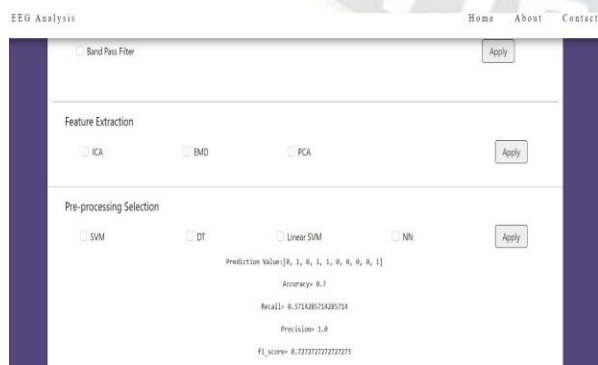 EEG Analysis Home About Contact
Band Pass Filter Apply
Feature Extraction
ICA EMD PCA Apply
Pre-processing Selection
SVM DT Linear SVM NN Apply
Prediction Value:[0, 1, 0, 1, 1, 0, 0, 0, 0, 1]
Accuracy= 0.7
Recall= 0.5714285714285714
Precision= 1.0
f1_score= 0.7272727272727273